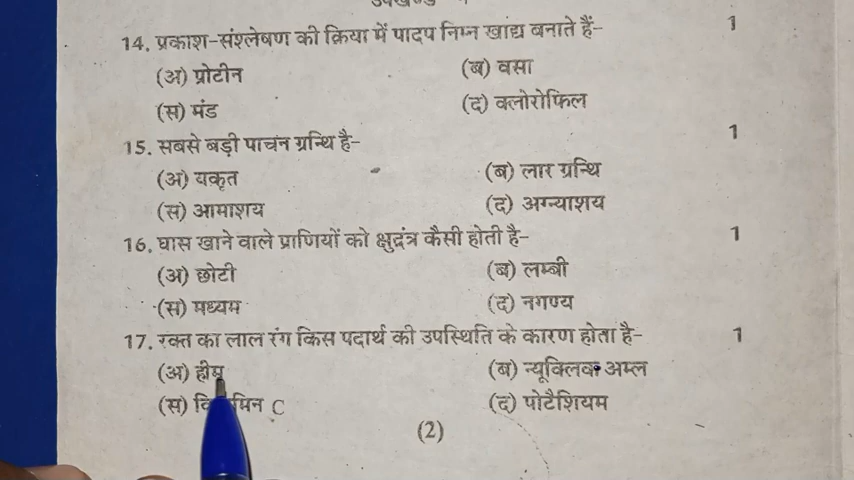 14. प्रकाश-संश्लेषण की क्रिया में पादप निम्न खाद्य बनाते हैं- 1
(अ) प्रोटीन (ब) वसा
(स) मंड (द) क्लोरोफिल
15. सबसे बड़ी पाचन ग्रन्थि है- 1
(अ) यकृत (ब) लार ग्रन्थि
(स) आमाशय (द) अग्न्याशय
16. घास खाने वाले प्राणियों को क्षुद्रंत्र कैसी होती है- 1
(अ) छोटी (ब) लम्बी
(स) मध्यम (द) नगण्य
17. रक्त का लाल रंग किस पदार्थ की उपस्थिति के कारण होता है- 1
(अ) हीम (ब) न्यूक्लिक अम्ल
(स) C (द) पोटैशियम
(2)